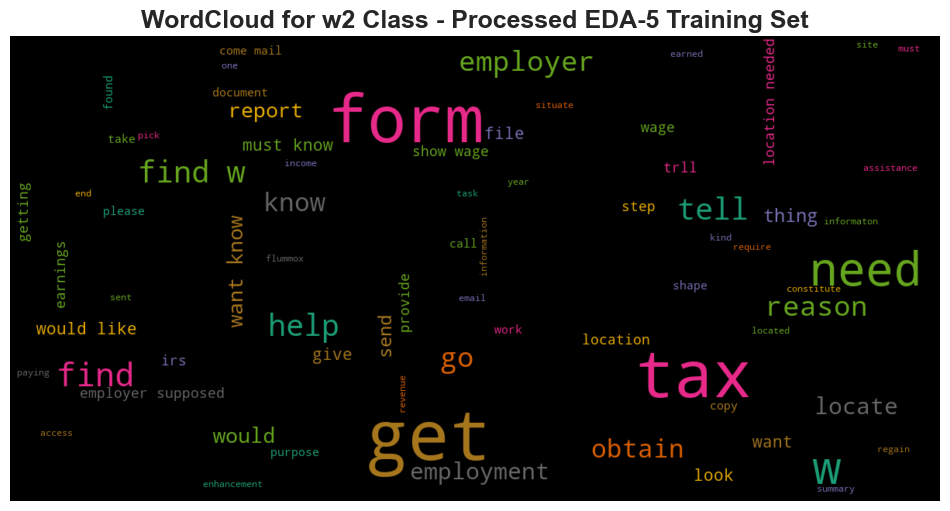 WordCloud for w2 Class - Processed EDA-5 Training Set
come mail
one
employer
earned
site
must
location needed
found
document
report
form
situate
file
take
pick
must know
show wage
wage
find w
income
trll
assistance
end
know
task
year
getting
please
step
tell
thing
informaton
want know
call
information
kind
require
earnings
flummox
need
sent
provide
email
shape
constitute
reason
would like
help
send
work
located
give
go
location
irs
find
paying
employer supposed
revenue
tax
copy
locate
access
would
get
purpose
employment
obtain
want
look
w
regain
enhancement
summary